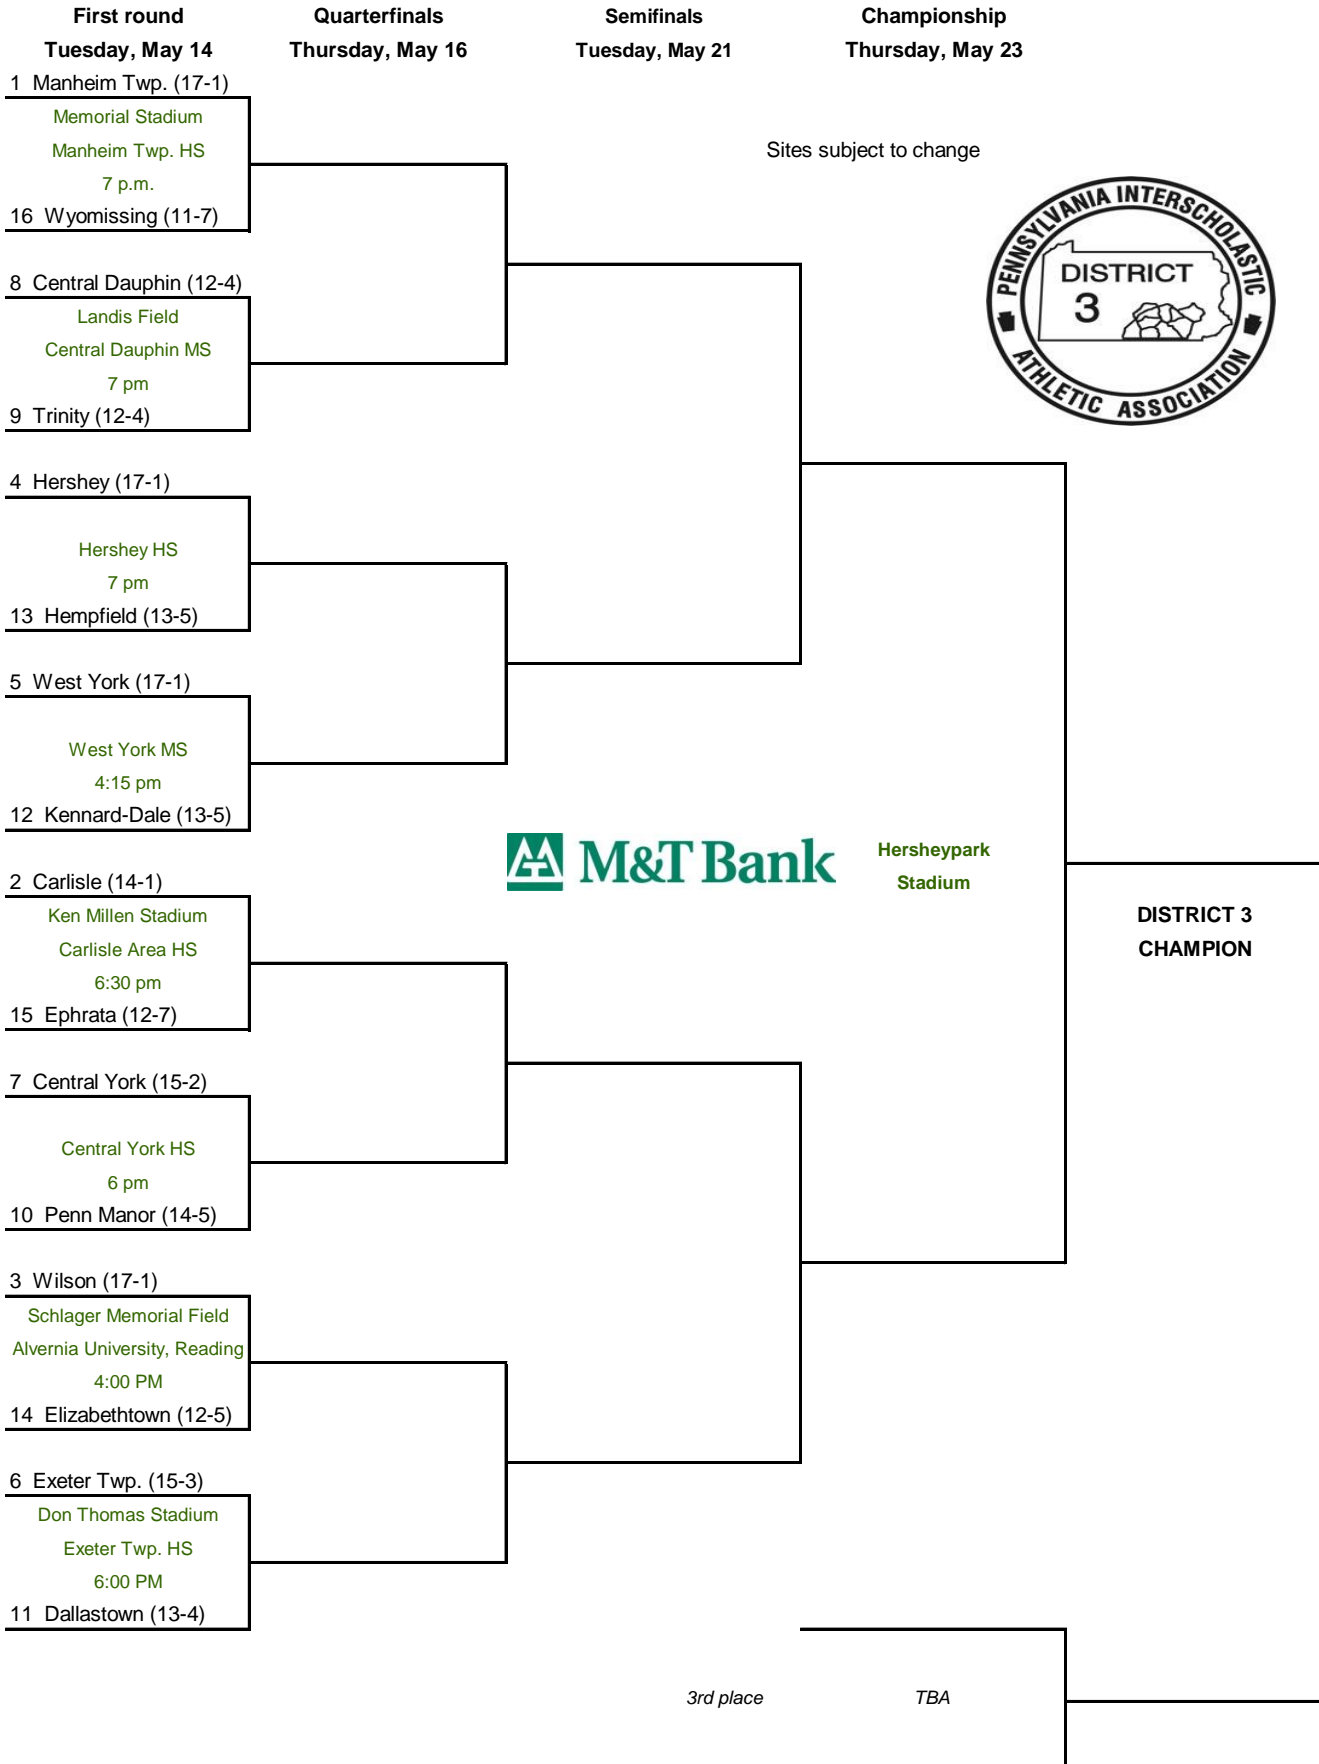 First round
Quarterfinals
Semifinals
Championship
Tuesday, May 14
Thursday, May 16
Tuesday, May 21
Thursday, May 23
1 Manheim Twp. (17-1)
Memorial Stadium
Manheim Twp. HS
7 p.m.
16 Wyomissing (11-7)
Sites subject to change
PENNSYLVANIA INTERSCHOLASTIC
DISTRICT
3
ATHLETIC ASSOCIATION
8 Central Dauphin (12-4)
Landis Field
Central Dauphin MS
7 pm
9 Trinity (12-4)
4 Hershey (17-1)
Hershey HS
7 pm
13 Hempfield (13-5)
5 West York (17-1)
West York MS
4:15 pm
12 Kennard-Dale (13-5)
M&T Bank
Hersheypark
Stadium
2 Carlisle (14-1)
Ken Millen Stadium
Carlisle Area HS
6:30 pm
15 Ephrata (12-7)
DISTRICT 3
CHAMPION
7 Central York (15-2)
Central York HS
6 pm
10 Penn Manor (14-5)
3 Wilson (17-1)
Schlager Memorial Field
Alvernia University, Reading
4:00 PM
14 Elizabethtown (12-5)
6 Exeter Twp. (15-3)
Don Thomas Stadium
Exeter Twp. HS
6:00 PM
11 Dallastown (13-4)
3rd place
TBA